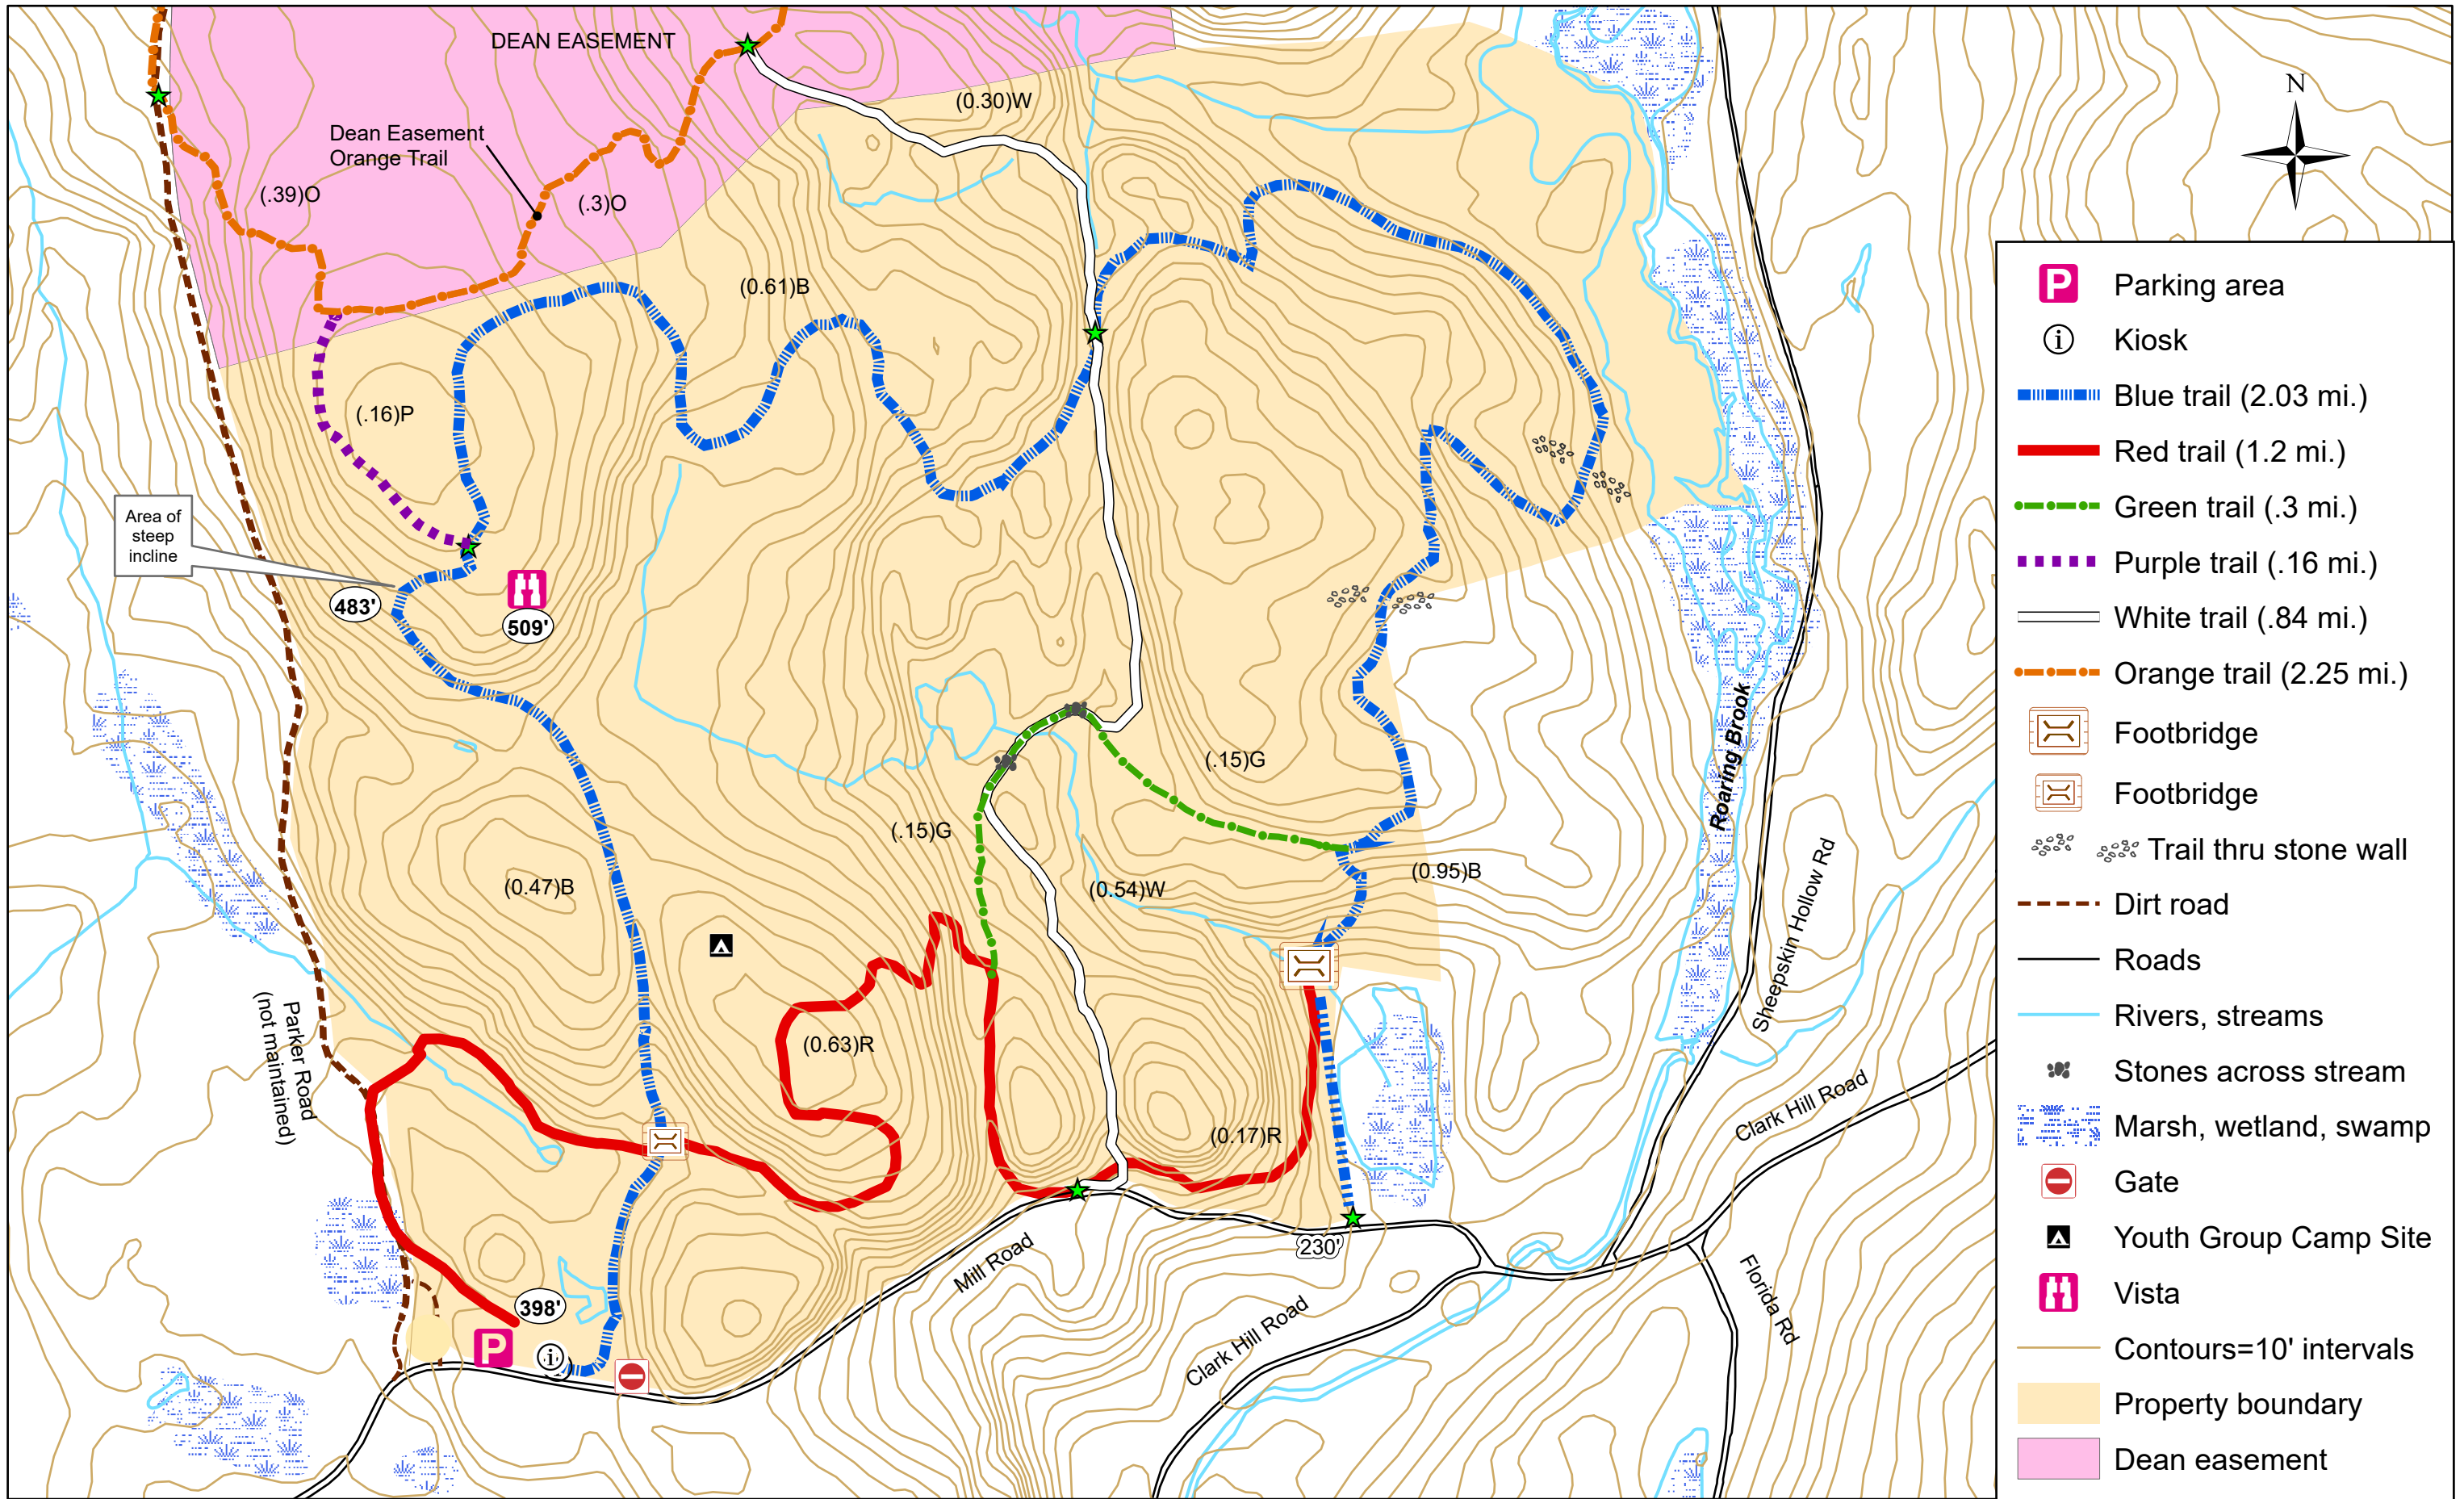 DEAN EASEMENT
N
(0.30)W
Dean Easement
Orange Trail
(.39)O
(.3)O
(0.61)B
(.16)P
Area of
steep
incline
483'
509'
(.15)G
(.15)G
Roaring Brook
(0.47)B
(0.54)W
(0.95)B
Sheepskin Hollow Rd
Parker Road
(not maintained)
(0.63)R
(0.17)R
Clark Hill Road
230'
Mill Road
Florida Rd
398'
Clark Hill Road
P
i
P Parking area
i Kiosk
Blue trail (2.03 mi.)
Red trail (1.2 mi.)
Green trail (.3 mi.)
Purple trail (.16 mi.)
White trail (.84 mi.)
Orange trail (2.25 mi.)
Footbridge
Footbridge
Trail thru stone wall
Dirt road
Roads
Rivers, streams
Stones across stream
Marsh, wetland, swamp
Gate
Youth Group Camp Site
Vista
Contours=10' intervals
Property boundary
Dean easement